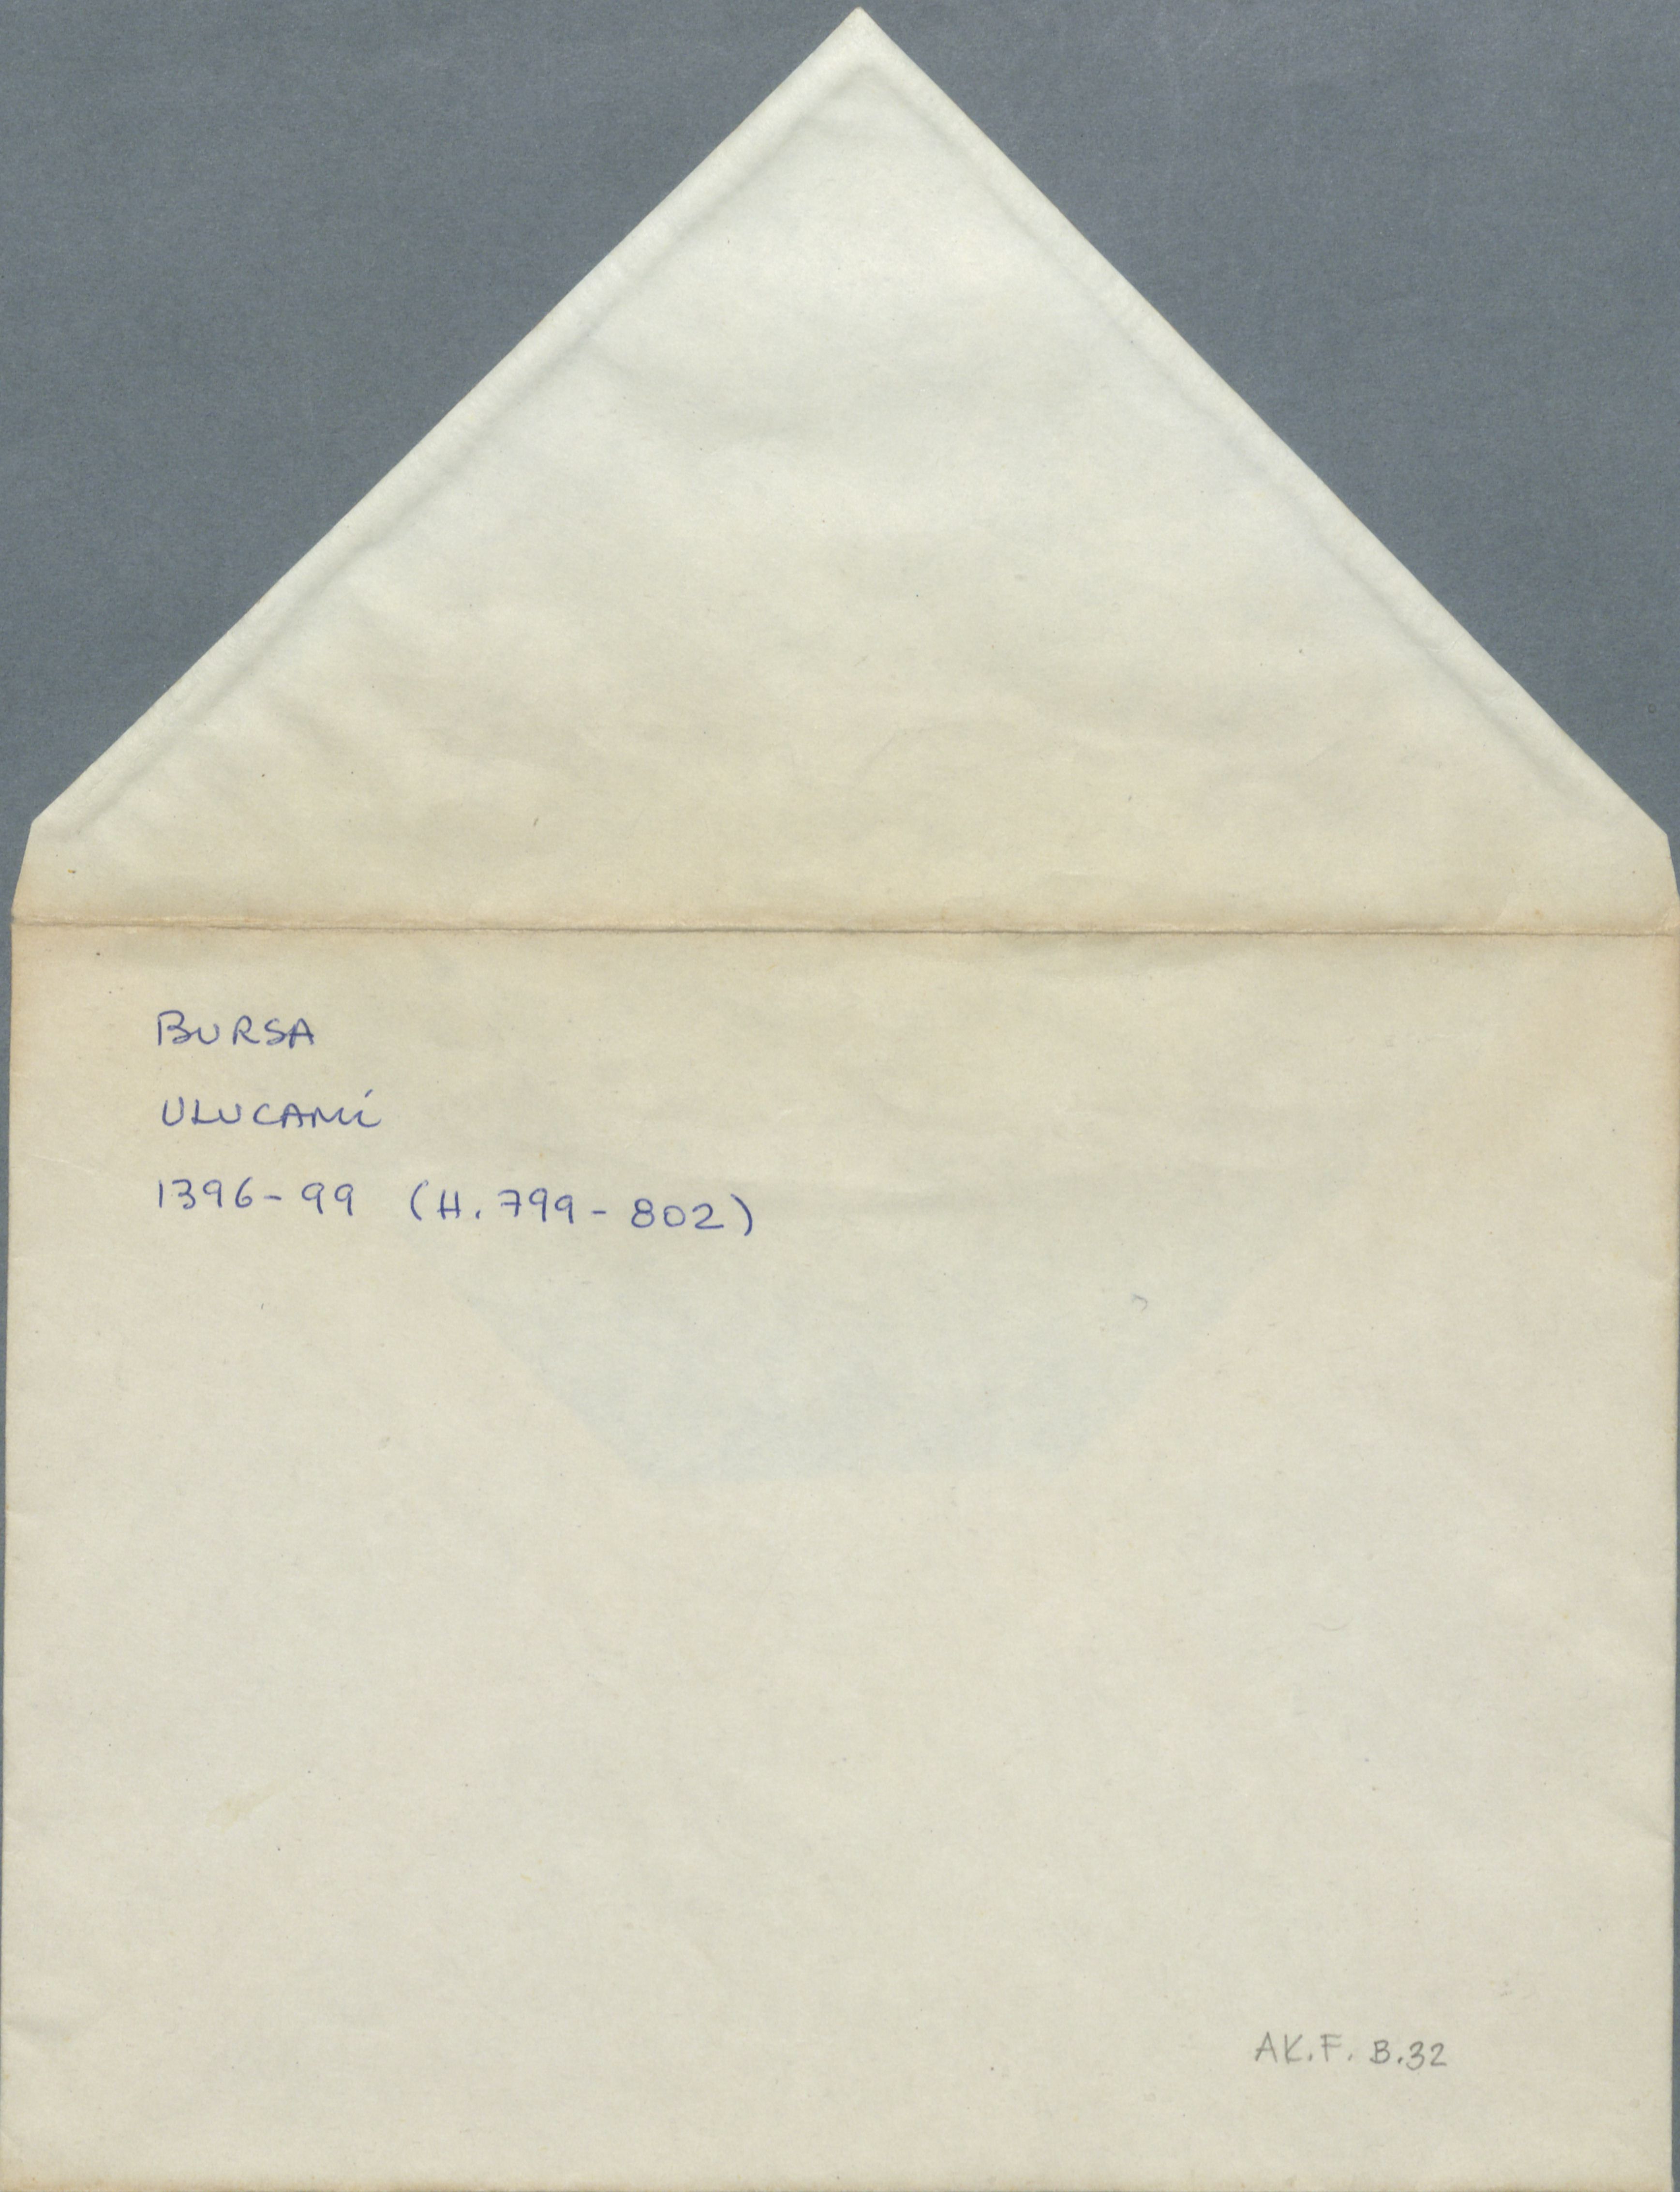 BURSA
ULUCAMİ
1396-99 (H. 799-802)
AK.F. B.32